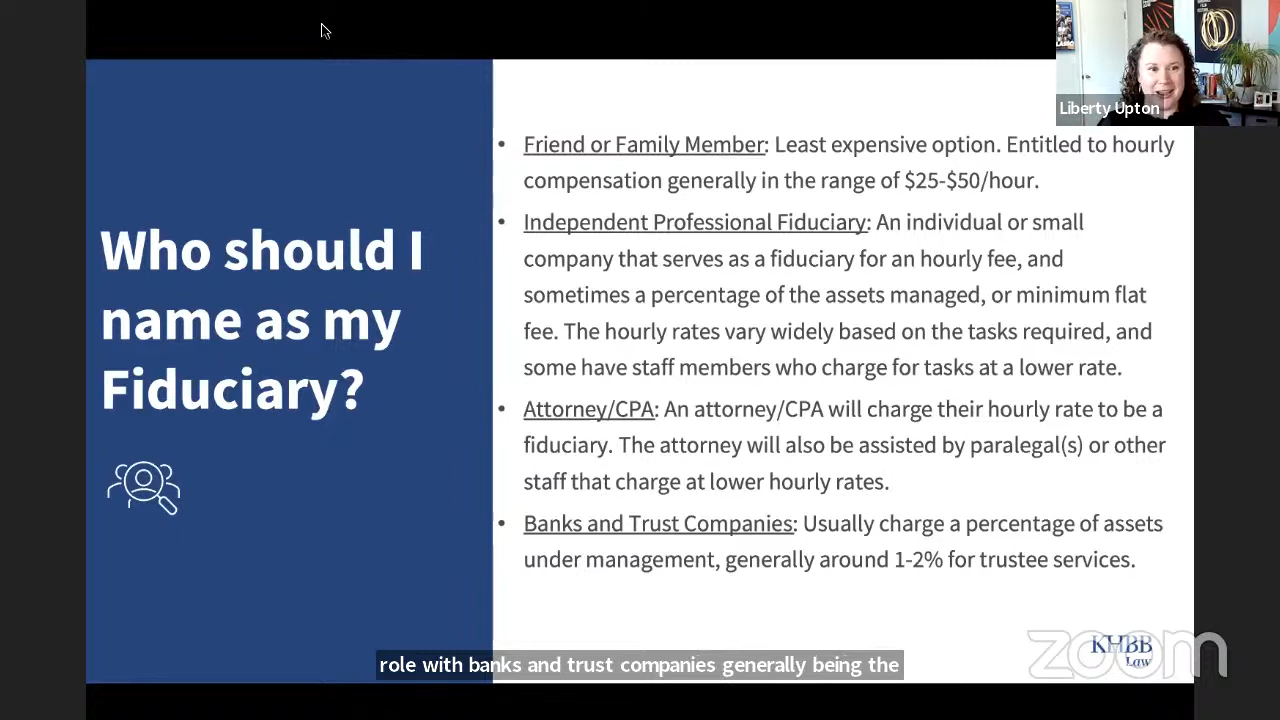 Liberty Upton
Who should I
name as my
Fiduciary?
• Friend or Family Member: Least expensive option. Entitled to hourly
compensation generally in the range of $25-$50/hour.
• Independent Professional Fiduciary: An individual or small
company that serves as a fiduciary for an hourly fee, and
sometimes a percentage of the assets managed, or minimum flat
fee. The hourly rates vary widely based on the tasks required, and
some have staff members who charge for tasks at a lower rate.
• Attorney/CPA: An attorney/CPA will charge their hourly rate to be a
fiduciary. The attorney will also be assisted by paralegal(s) or other
staff that charge at lower hourly rates.
• Banks and Trust Companies: Usually charge a percentage of assets
under management, generally around 1-2% for trustee services.
KHBB
Law
zoom
role with banks and trust companies generally being the